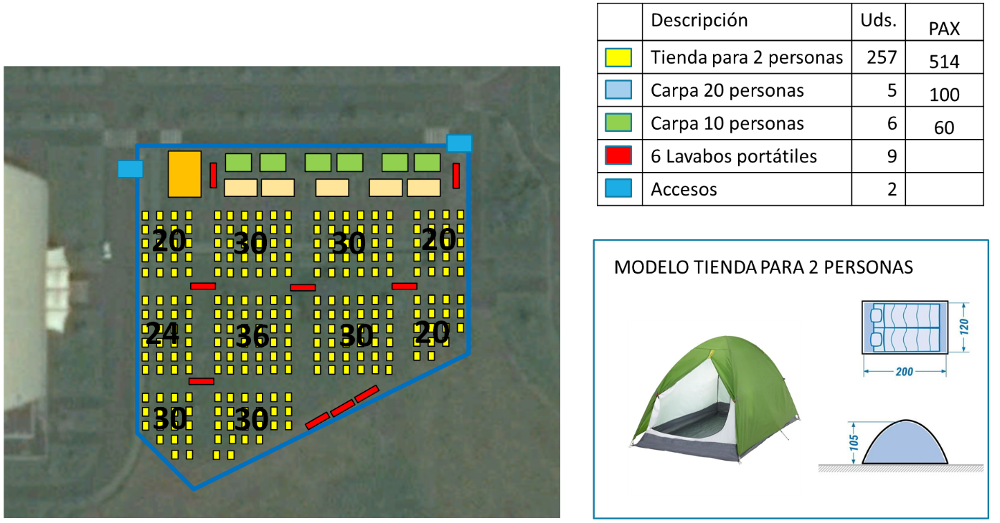 Descripción Uds. PAX
Tienda para 2 personas 257 514
Carpa 20 personas 5 100
Carpa 10 personas 6 60
6 Lavabos portátiles 9
Accesos 2
20 30 30 20
24 36 30 20
30 30
MODELO TIENDA PARA 2 PERSONAS
120
200
105